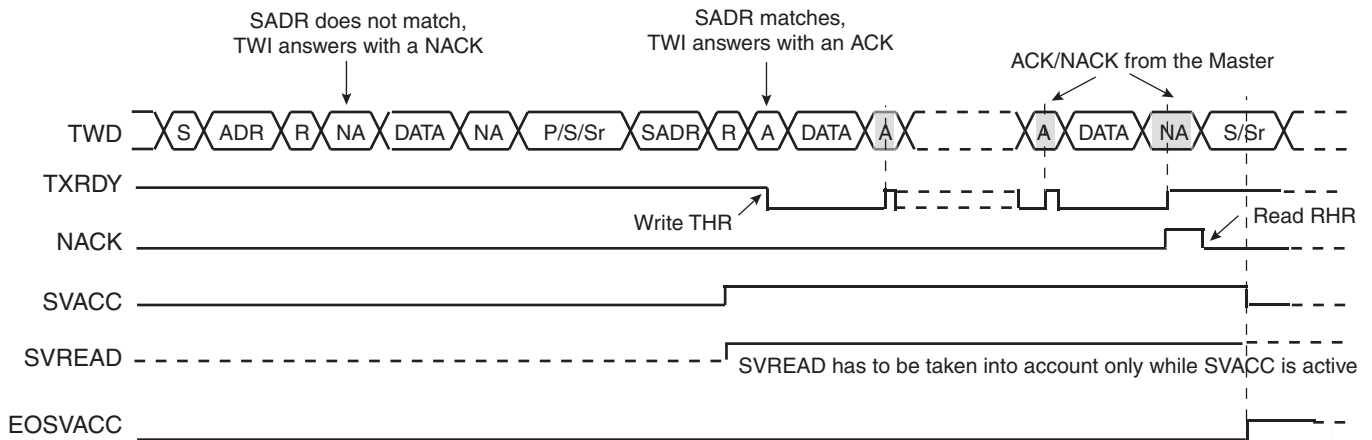 SADR does not match,
TWI answers with a NACK
SADR matches,
TWI answers with an ACK
ACK/NACK from the Master
TWD S ADR R NA DATA NA P/S/Sr SADR R A DATA A A DATA NA S/Sr
TXRDY
Write THR
Read RHR
NACK
SVACC
SVREAD
SVREAD has to be taken into account only while SVACC is active
EOSVACC